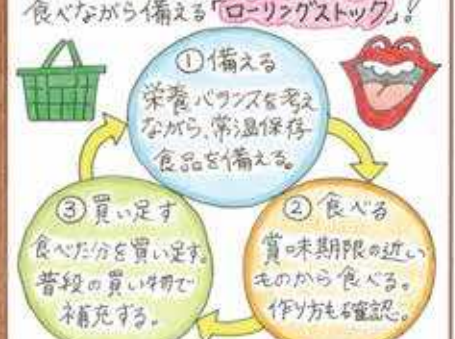 食べながら備える「ローリングストック」!
①備える
栄養バランスを考え
ながら、常温保存
食品を備える。
③買い足す
食べた分を買い足す。
普段の買い物で
補充する。
②食べる
賞味期限の近い
ものから食べる。
作り方も確認。